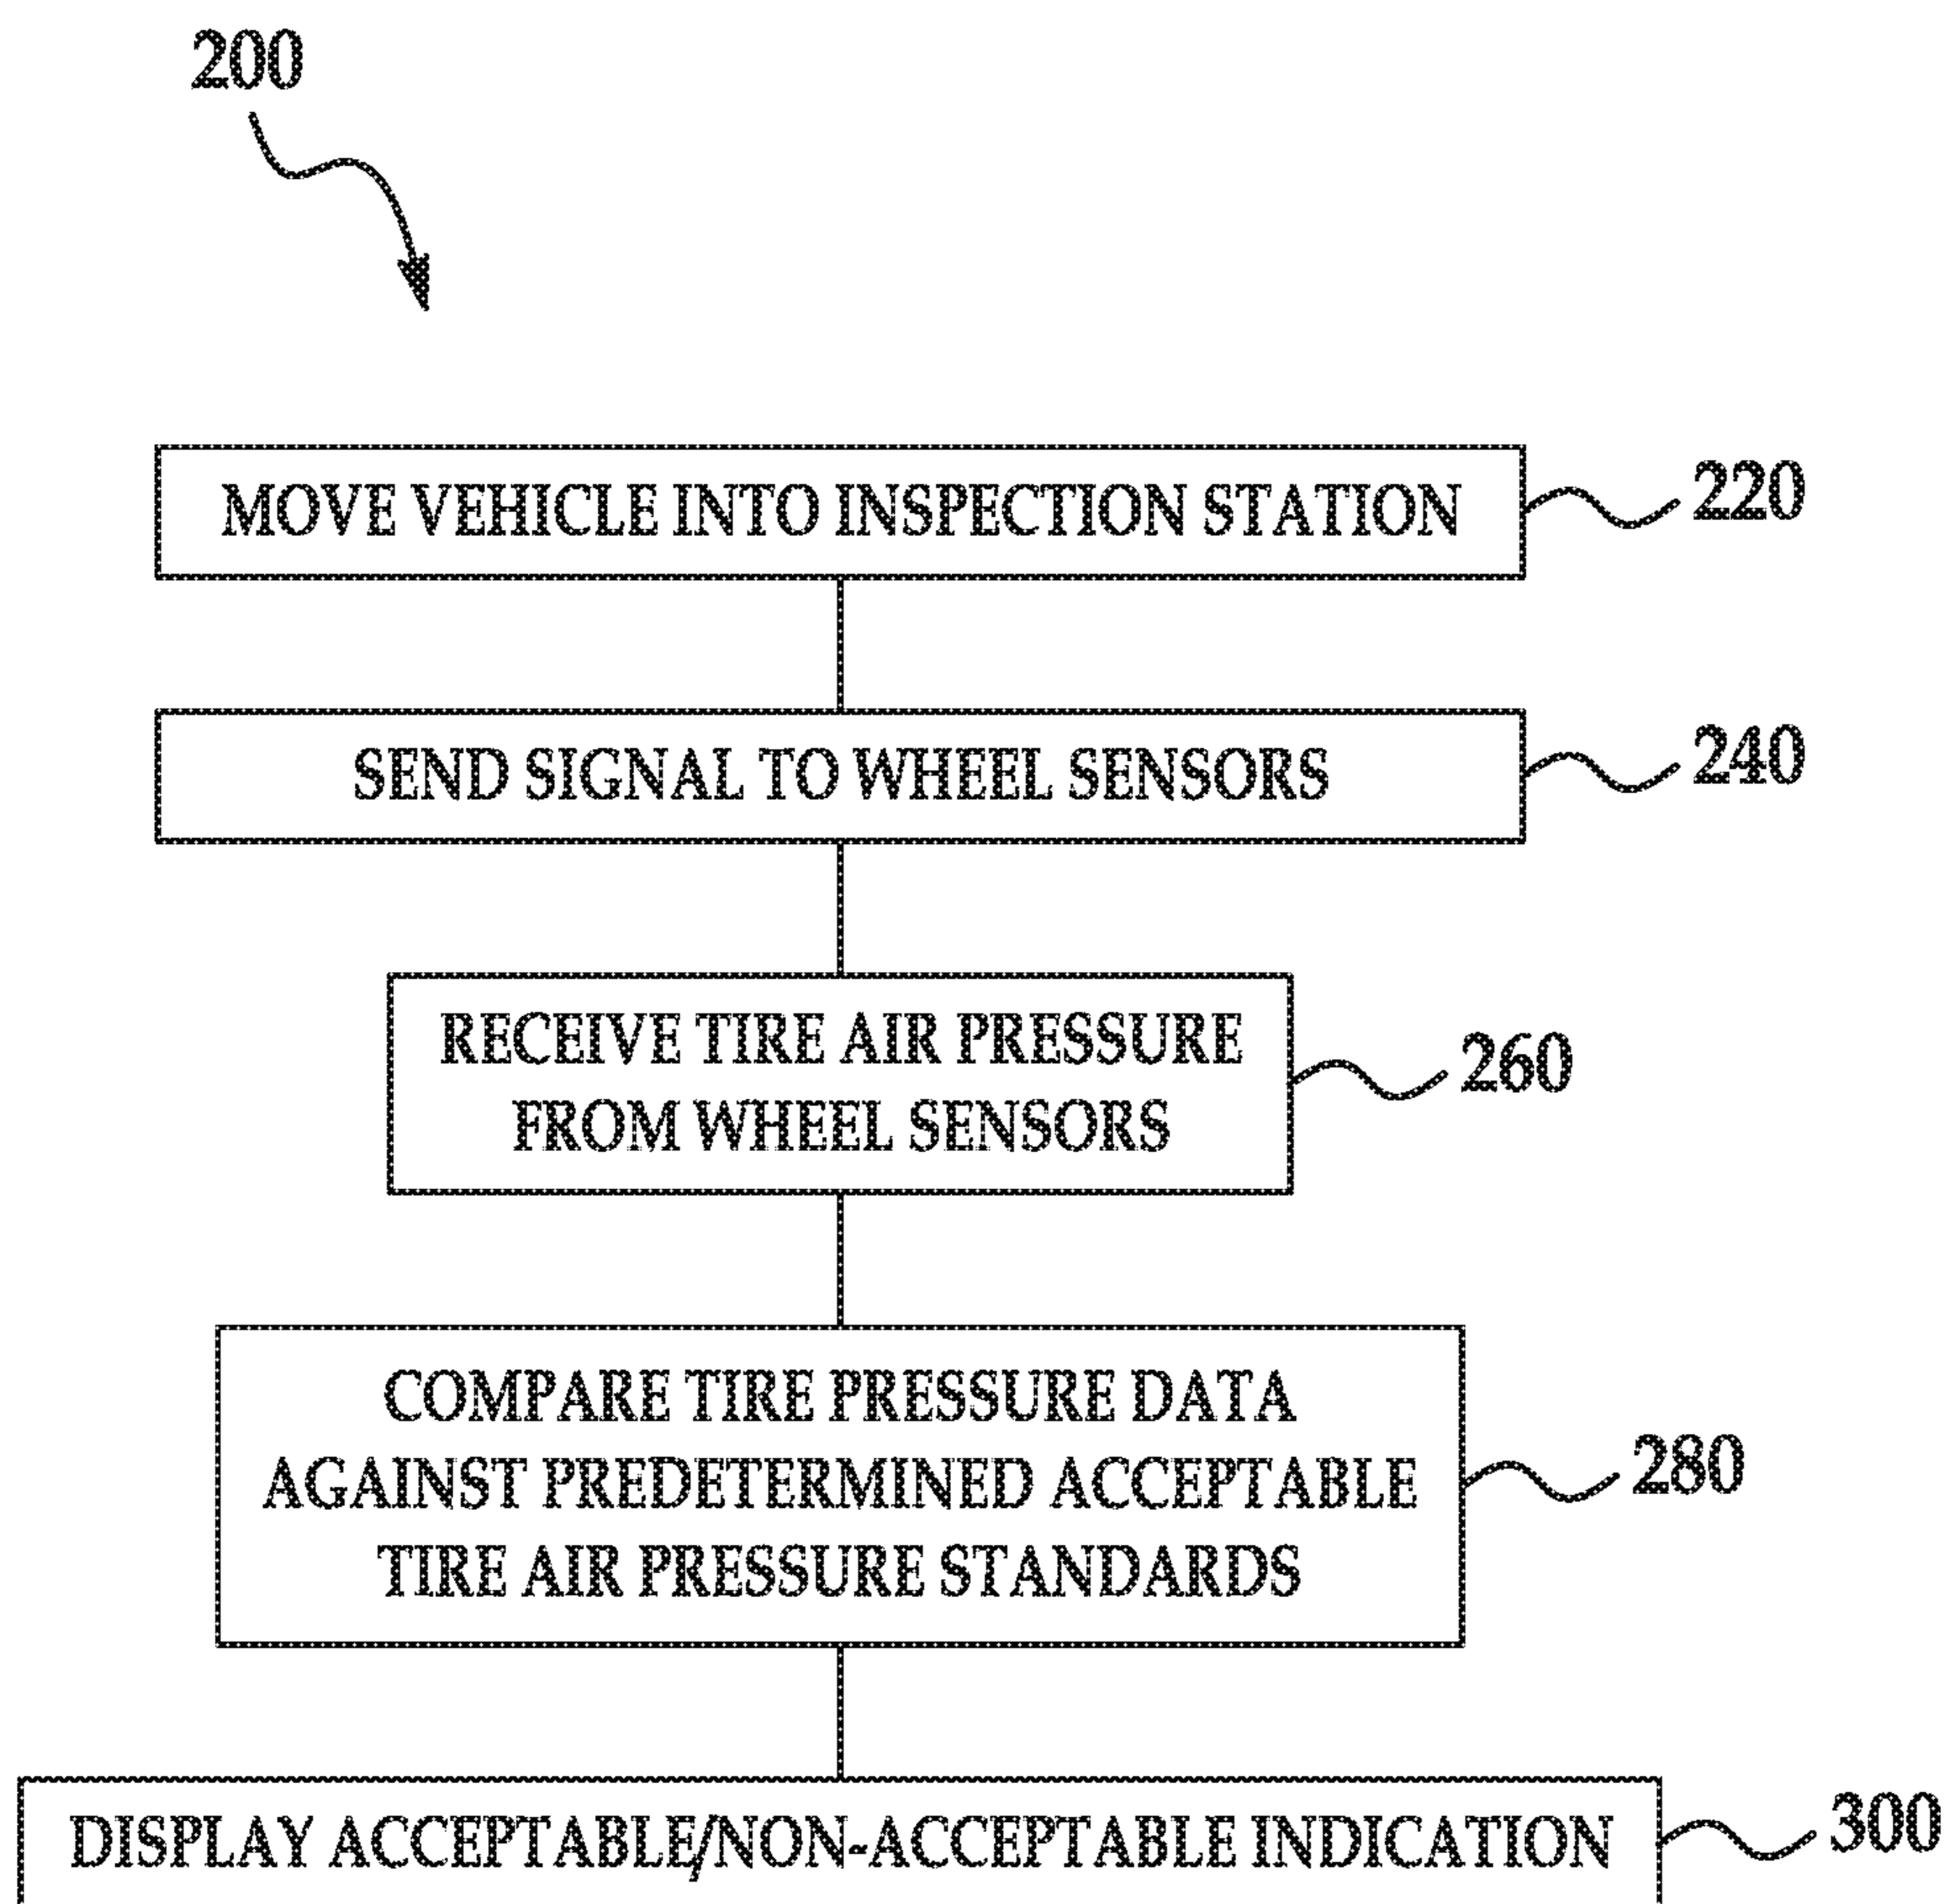 200
MOVE VEHICLE INTO INSPECTION STATION
220
SEND SIGNAL TO WHEEL SENSORS
240
RECEIVE TIRE AIR PRESSURE
FROM WHEEL SENSORS
260
COMPARE TIRE PRESSURE DATA
AGAINST PREDETERMINED ACCEPTABLE
TIRE AIR PRESSURE STANDARDS
280
DISPLAY ACCEPTABLE/NON-ACCEPTABLE INDICATION
300